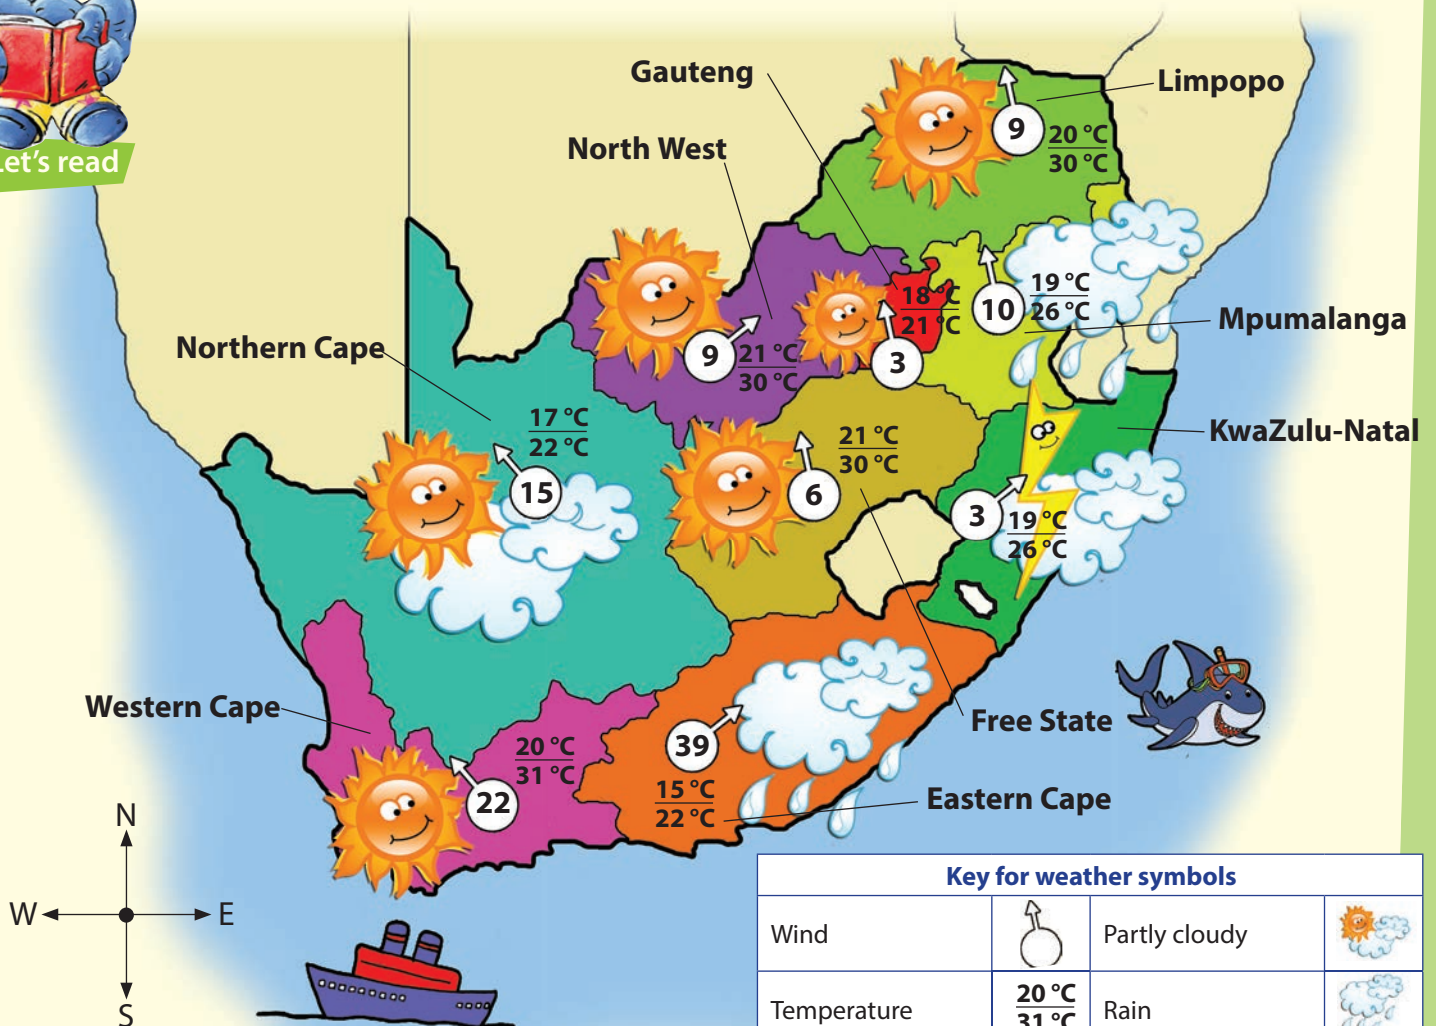 Let's read
Gauteng
Limpopo
9
20 °C
30 °C
North West
9
21 °C
30 °C
18 °C
21 °C
3
10
19 °C
26 °C
Mpumalanga
Northern Cape
17 °C
22 °C
15
21 °C
30 °C
6
KwaZulu-Natal
3
19 °C
26 °C
Western Cape
20 °C
31 °C
22
39
15 °C
22 °C
Free State
Eastern Cape
N
W
E
S
Key for weather symbols
Wind
Partly cloudy
Temperature
20 °C
31 °C
Rain